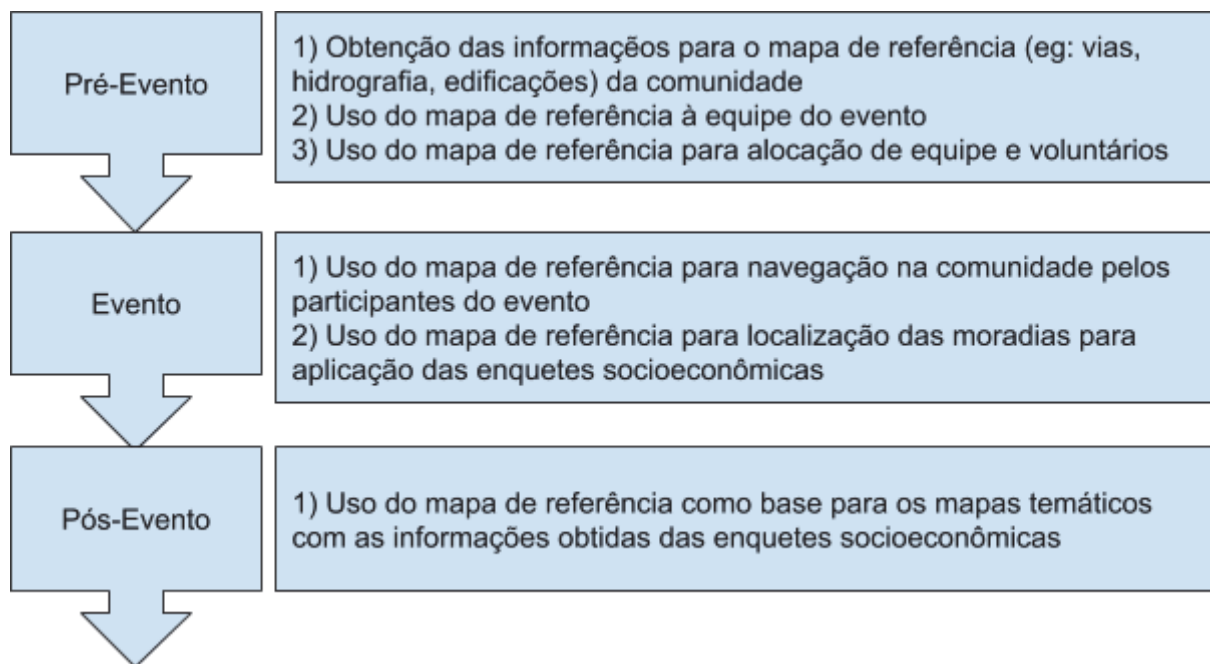 Pré-Evento
1) Obtenção das informaçẽos para o mapa de referência (eg: vias,
hidrografia, edificações) da comunidade
2) Uso do mapa de referência à equipe do evento
3) Uso do mapa de referência para alocação de equipe e voluntários
Evento
1) Uso do mapa de referência para navegação na comunidade pelos
participantes do evento
2) Uso do mapa de referência para localização das moradias para
aplicação das enquetes socioeconômicas
Pós-Evento
1) Uso do mapa de referência como base para os mapas temáticos
com as informações obtidas das enquetes socioeconômicas